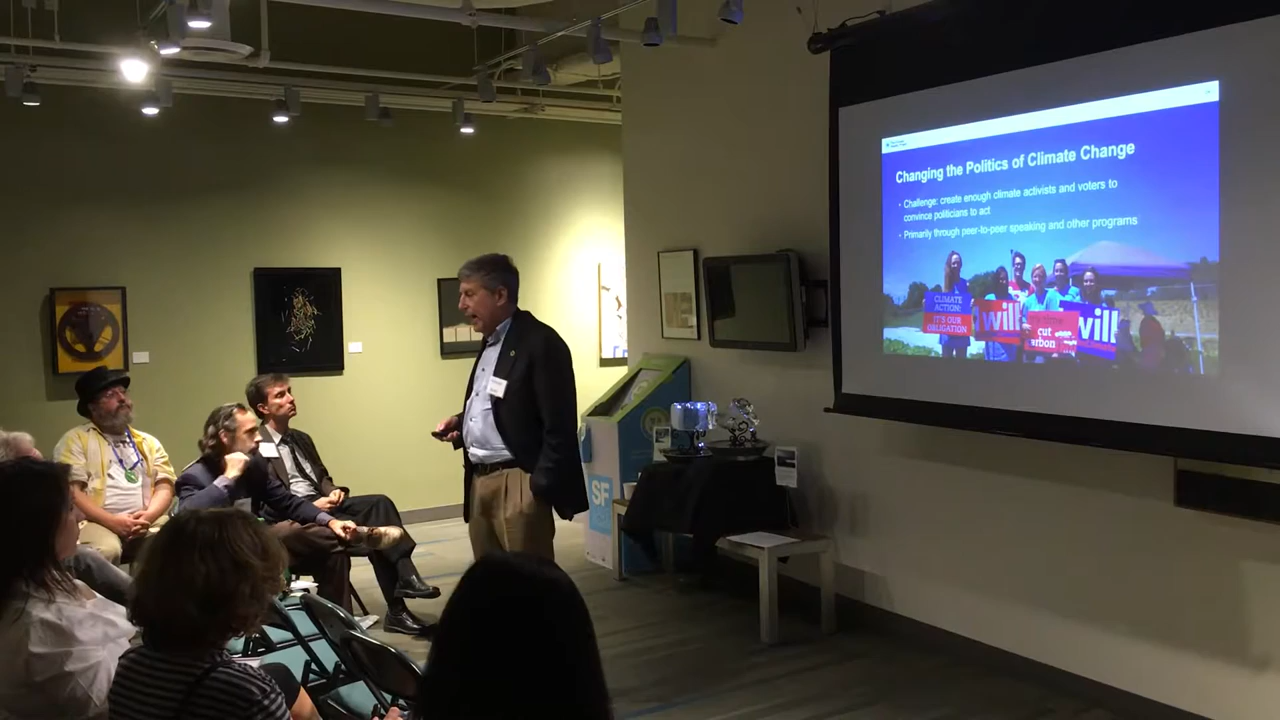 Changing the Politics of Climate Change
• Challenge: create enough climate activists and voters to
convince politicians to act
• Primarily through peer-to-peer speaking and other programs
CLIMATE
ACTION:
IT'S OUR
OBLIGATION
will
cut
will
SF